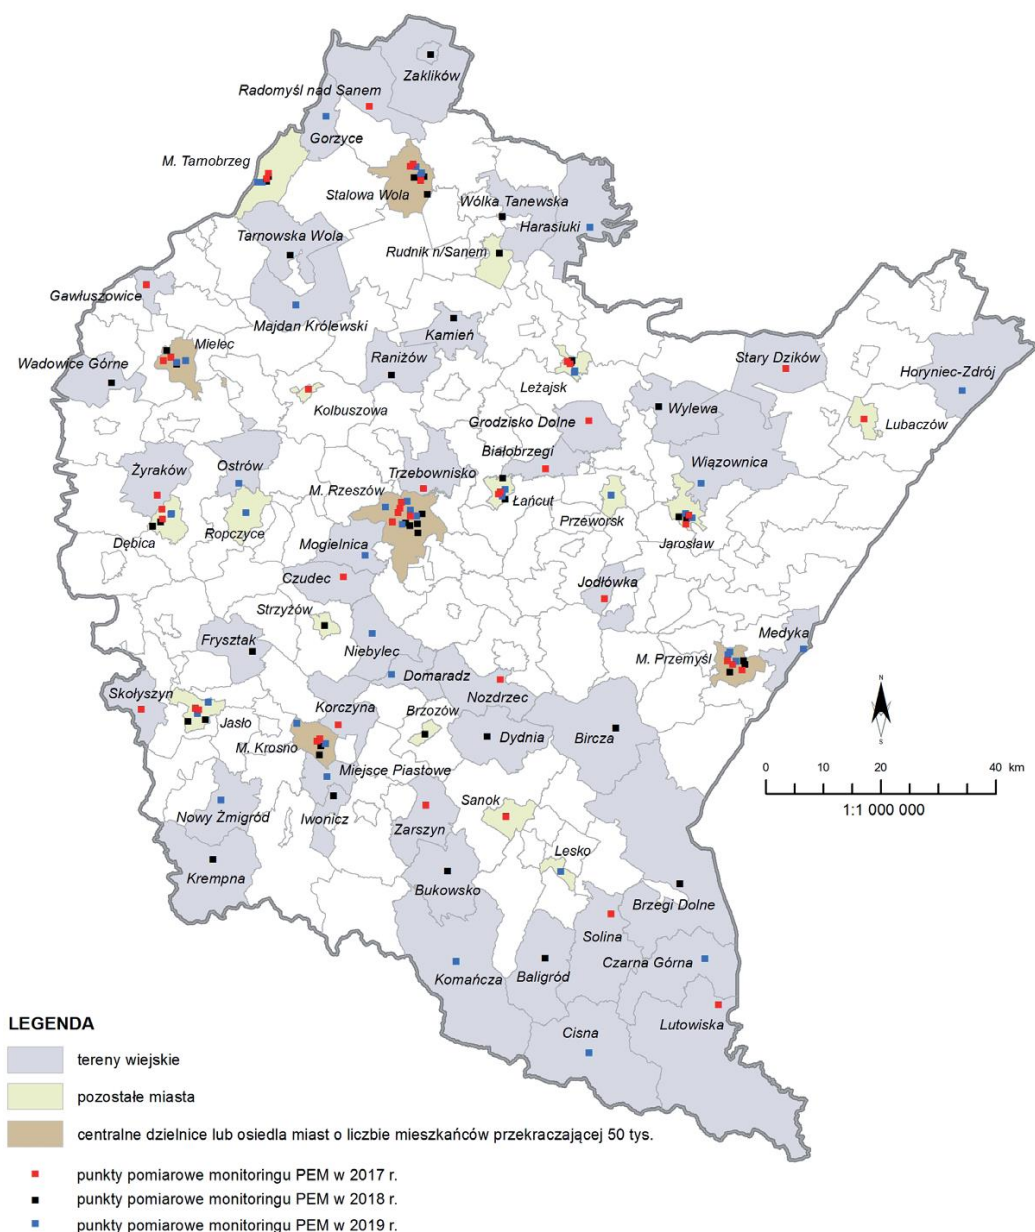 Zaklików
Radomyśl nad Sanem
Gorzyce
M. Tarnobrzeg
Stalowa Wola
Wólka Tanewska
Harasiuki
Tarnowska Wola
Rudnik n/Sanem
Gawłuszowice
Majdan Królewski
Kamień
Mielec
Wadowice Górne
Raniżów
Stary Dzików
Horyniec-Zdrój
Leżajsk
Kolbuszowa
Wylewa
Grodzisko Dolne
Lubaczów
Białobrzegi
Żyraków
Ostrów
Trzebownisko
Wiązownica
M. Rzeszów
Łańcut
Przeworsk
Ropczyce
Dębica
Jarosław
Mogielnica
Czudec
Jodłówka
Strzyżów
Medyka
Frysztak
Niebylec
M. Przemyśl
Domaradz
Skołyszyn
Nozdrzec
N
Korczyna
Brzozów
Jasło
Dydnia
Bircza
M. Krosno
S
Miejsce Piastowe
0 10 20 40 km
Sanok
1:1 000 000
Nowy Żmigród
Iwonicz
Zarszyn
Lesko
Krempna
Bukowsko
Brzegi Dolne
Solina
Czarna Górna
Komańcza
Baligród
Lutowiska
Cisna
LEGENDA
tereny wiejskie
pozostałe miasta
centralne dzielnice lub osiedla miast o liczbie mieszkańców przekraczającej 50 tys.
punkty pomiarowe monitoringu PEM w 2017 r.
punkty pomiarowe monitoringu PEM w 2018 r.
punkty pomiarowe monitoringu PEM w 2019 r.